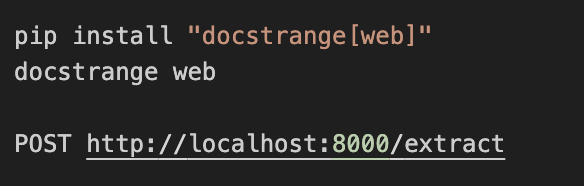 pip install "docstrange[web]"
docstrange web
POST http://localhost:8000/extract